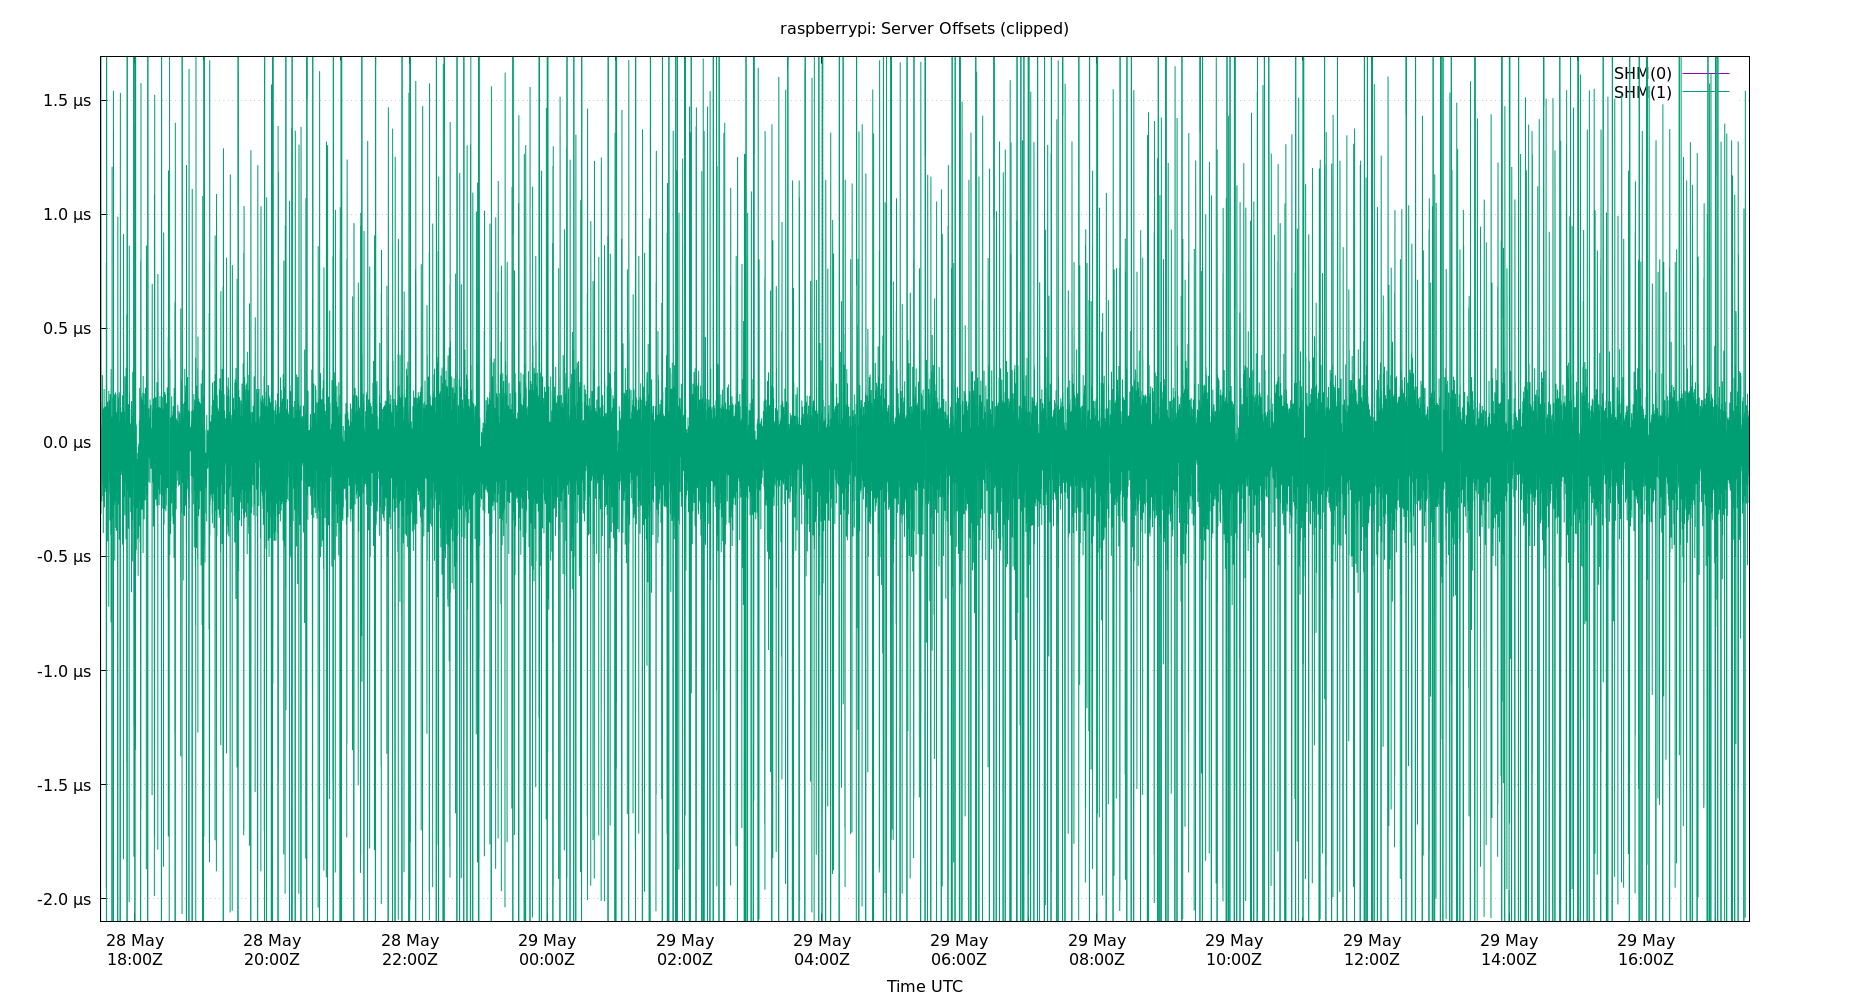 raspberrypi: Server Offsets (clipped)
SHM(0)
SHM(1)
1.5 µs
1.0 µs
0.5 µs
0.0 µs
-0.5 µs
-1.0 µs
-1.5 µs
-2.0 µs
28 May 28 May 28 May 29 May 29 May 29 May 29 May 29 May 29 May 29 May 29 May 29 May
18:00Z 20:00Z 22:00Z 00:00Z 02:00Z 04:00Z 06:00Z 08:00Z 10:00Z 12:00Z 14:00Z 16:00Z
Time UTC